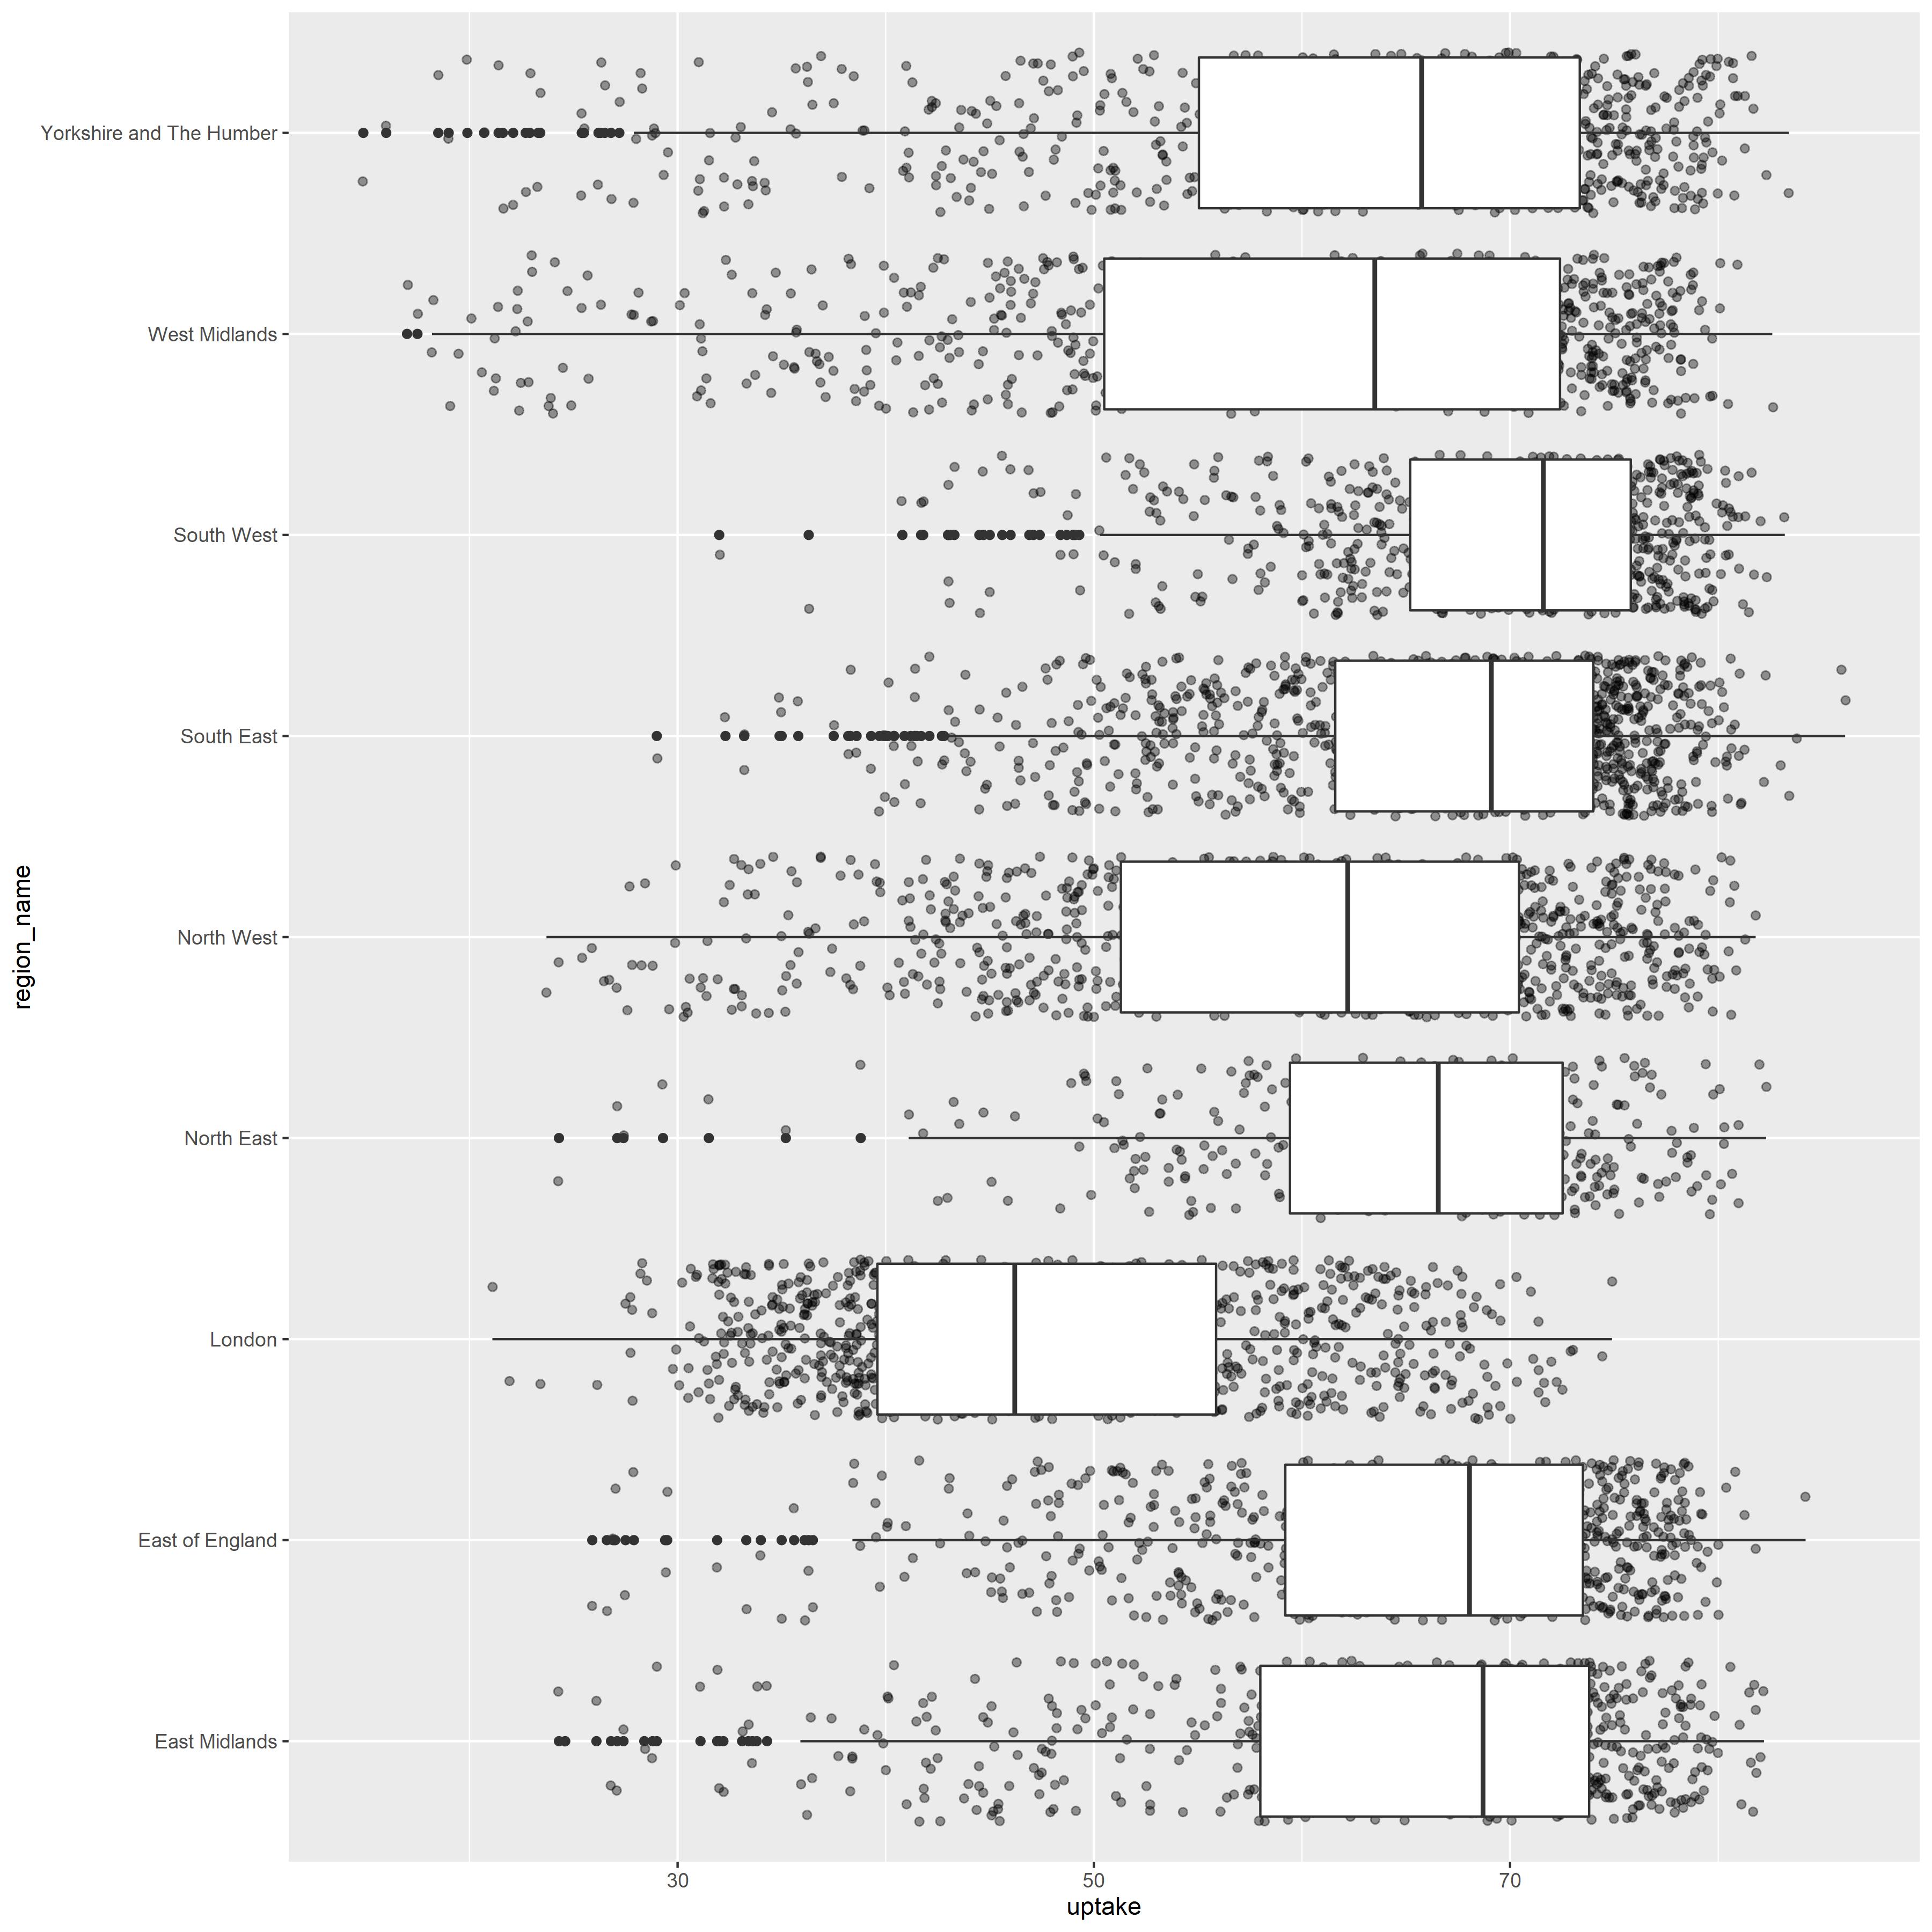 Yorkshire and The Humber
West Midlands
South West
South East
North West
North East
London
East of England
East Midlands
region_name
30 50 70
uptake